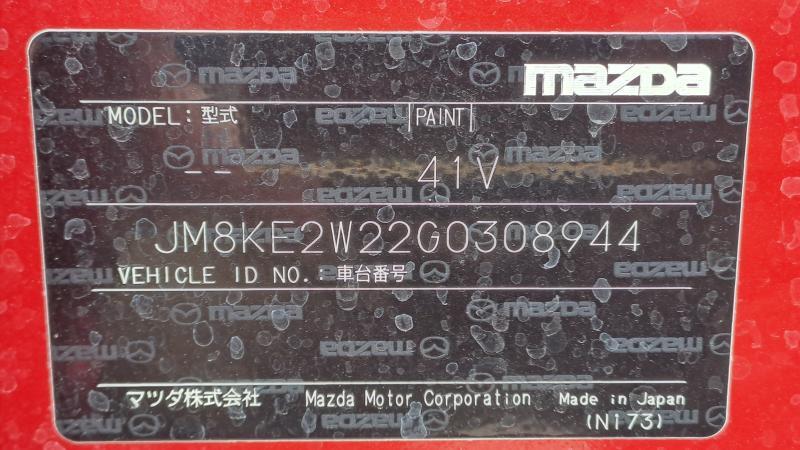 mazda
MODEL: 型式 PAINT
-- 41V
JM8KE2W22G0308944
VEHICLE ID NO.: 車台番号
マツダ株式会社 Mazda Motor Corporation Made in Japan
(N173)